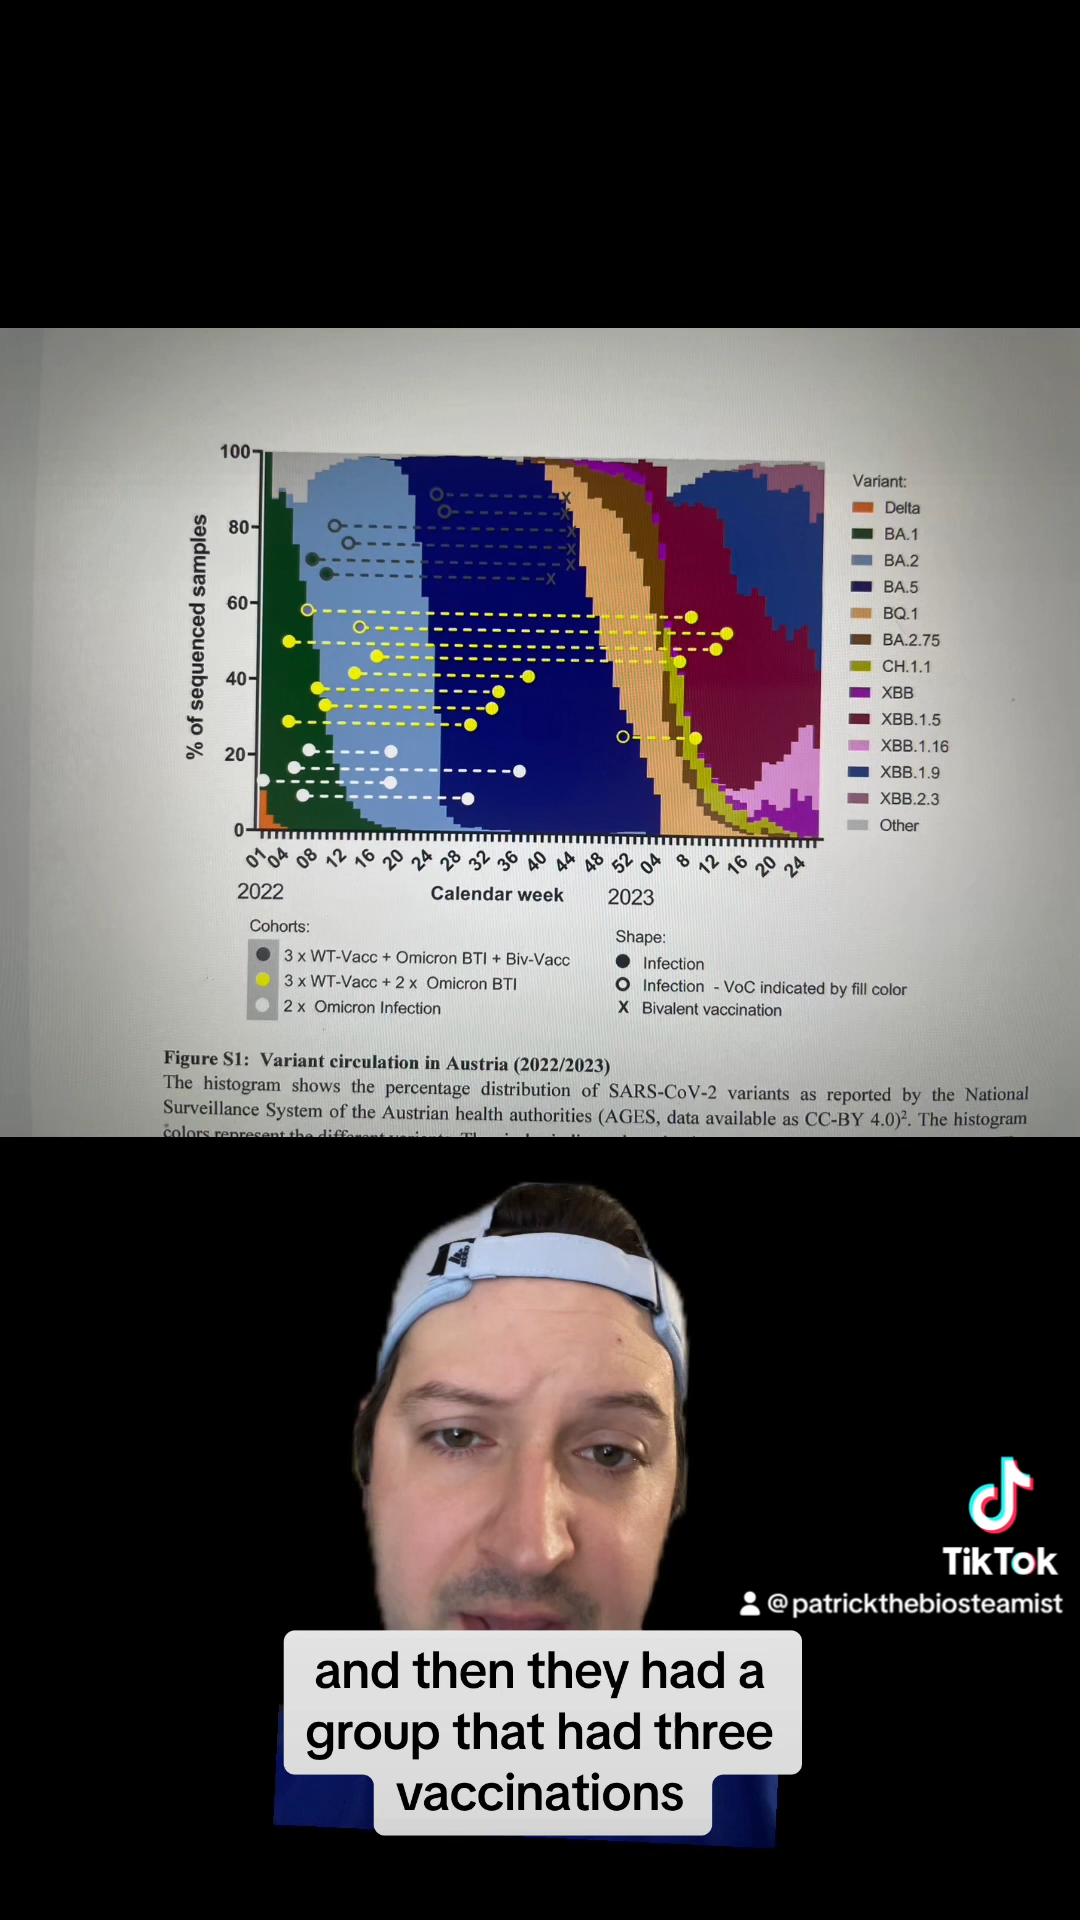 100
80
60
40
20
0
% of sequenced samples
01 04 08 12 16 20 24 28 32 36 40 44 48 52 04 8 12 16 20 24
2022 Calendar week 2023
Variant:
Delta
BA.1
BA.2
BA.5
BQ.1
BA.2.75
CH.1.1
XBB
XBB.1.5
XBB.1.16
XBB.1.9
XBB.2.3
Other
Cohorts:
3 x WT-Vacc + Omicron BTI + Biv-Vacc
3 x WT-Vacc + 2 x Omicron BTI
2 x Omicron Infection
Shape:
Infection
Infection - VoC indicated by fill color
X Bivalent vaccination
Figure S1: Variant circulation in Austria (2022/2023)
The histogram shows the percentage distribution of SARS-CoV-2 variants as reported by the National
Surveillance System of the Austrian health authorities (AGES, data available as CC-BY 4.0)². The histogram
colors represent the different
TikTok
@patrickthebiosteamist
and then they had a
group that had three
vaccinations